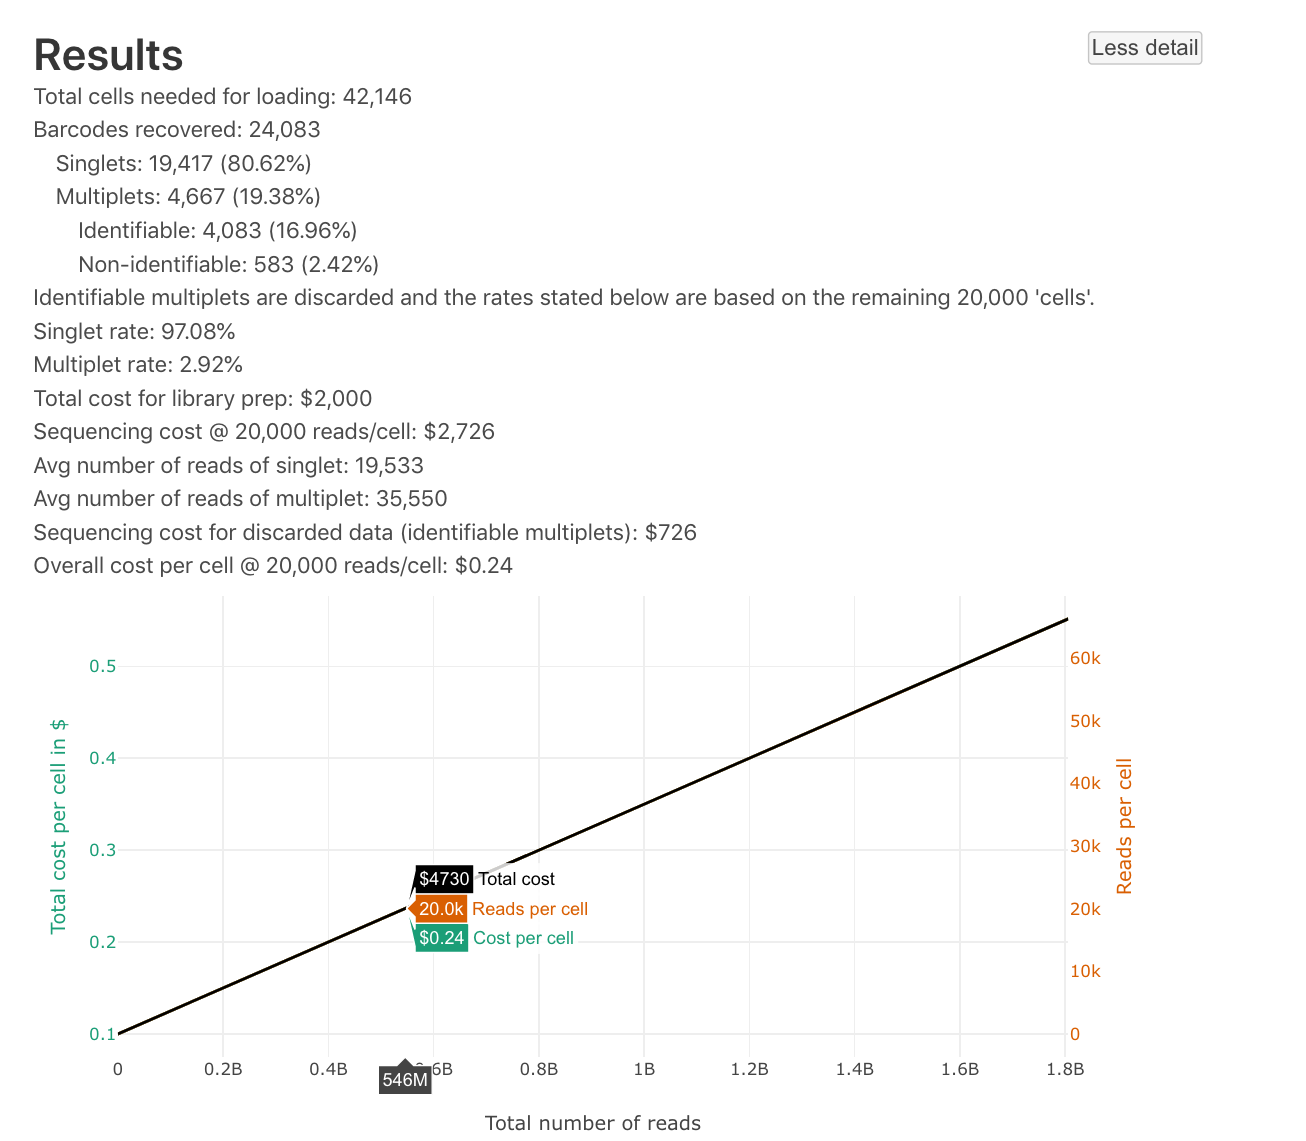 Results
Less detail
Total cells needed for loading: 42,146
Barcodes recovered: 24,083
Singlets: 19,417 (80.62%)
Multiplets: 4,667 (19.38%)
Identifiable: 4,083 (16.96%)
Non-identifiable: 583 (2.42%)
Identifiable multiplets are discarded and the rates stated below are based on the remaining 20,000 'cells'.
Singlet rate: 97.08%
Multiplet rate: 2.92%
Total cost for library prep: $2,000
Sequencing cost @ 20,000 reads/cell: $2,726
Avg number of reads of singlet: 19,533
Avg number of reads of multiplet: 35,550
Sequencing cost for discarded data (identifiable multiplets): $726
Overall cost per cell @ 20,000 reads/cell: $0.24
Total cost per cell in $
0.5
0.4
0.3
0.2
0.1
$4730 Total cost
20.0k Reads per cell
$0.24 Cost per cell
60k
50k
40k
30k
20k
10k
0
Reads per cell
0 0.2B 0.4B 6B 0.8B 1B 1.2B 1.4B 1.6B 1.8B
546M
Total number of reads